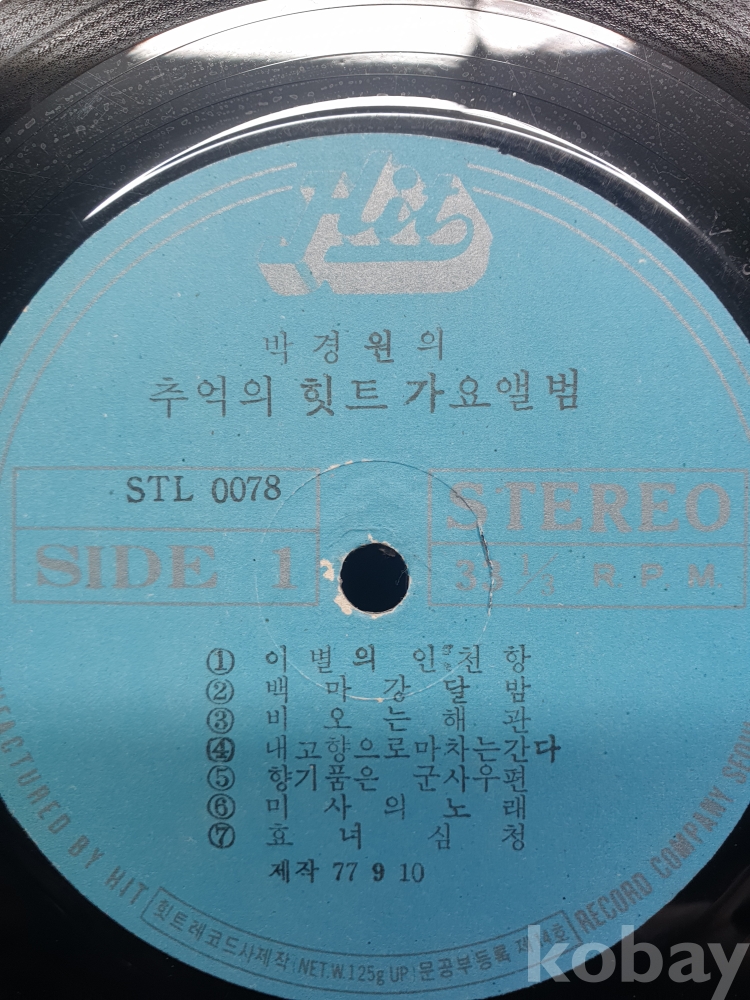 박경원의
추억의 힛트 가요앨범
STL 0078
SIDE 1
STEREO
33 1/3 R.P.M.
① 이별의 인천항
② 백마강달밤
③ 비오는해관
④ 내고향으로마차는간다
⑤ 향기품은 군사우편
⑥ 미사의노래
⑦ 효녀심청
제작 77 9 10
BY HIT RECORD COMPANY
힛트레코드사제작 NET.W.125g UP 문공부등록
kobay